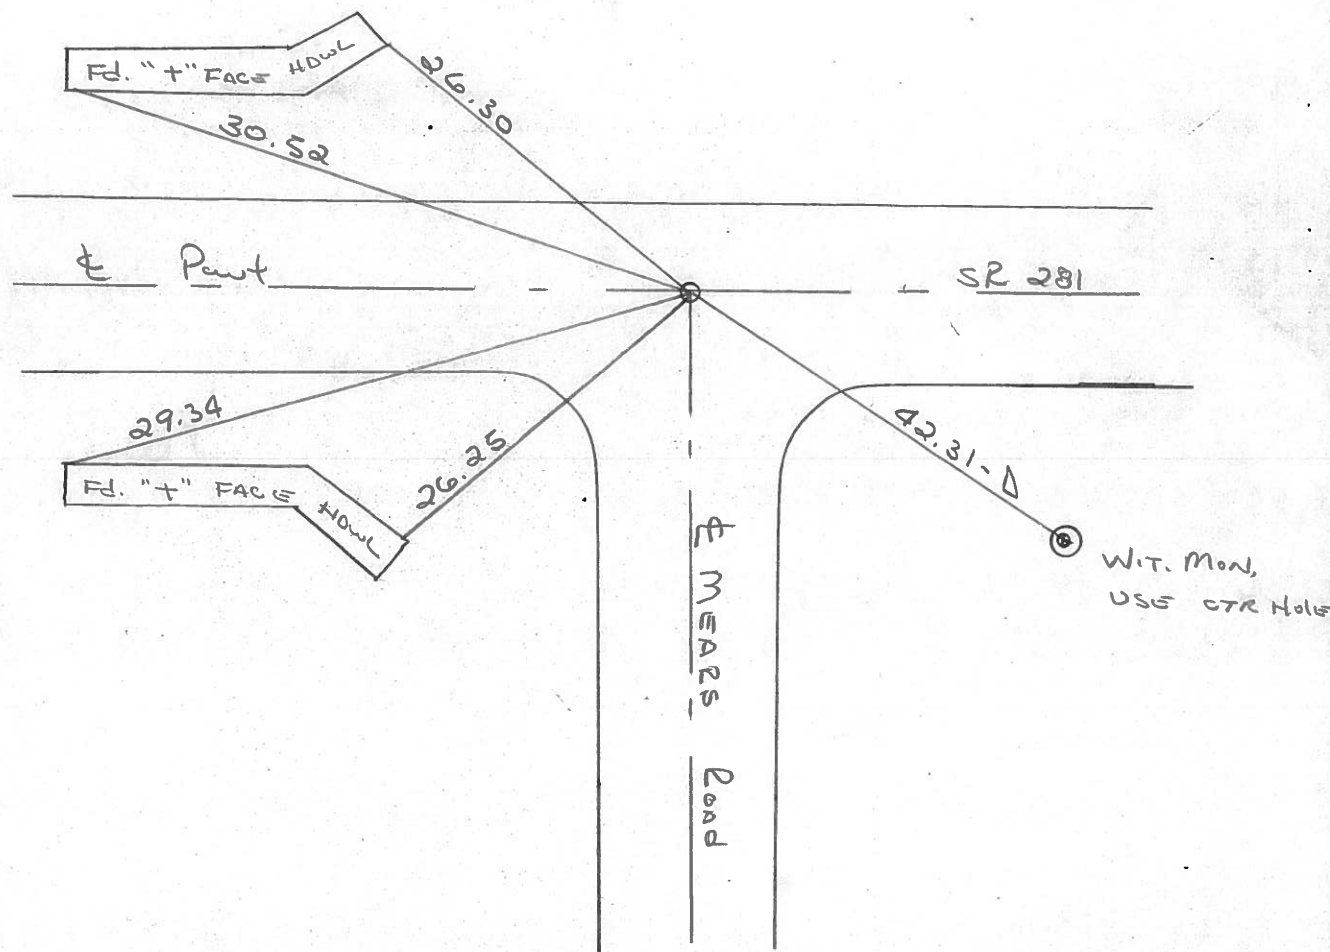 Fd. "+" FACE HDWL
26.30
30.52
℄ Pavt
SR 281
29.34
Fd. "+" FACE HDWL
26.25
42.31-Δ
℄ MEARS Road
WIT. MON,
USE CTR HOLE